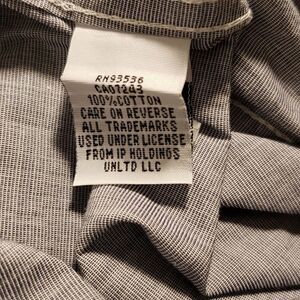 RN93536
CA07243
100%COTTON
CARE ON REVERSE
ALL TRADEMARKS
USED UNDER LICENSE
FROM IP HOLDINGS
UNLTD LLC